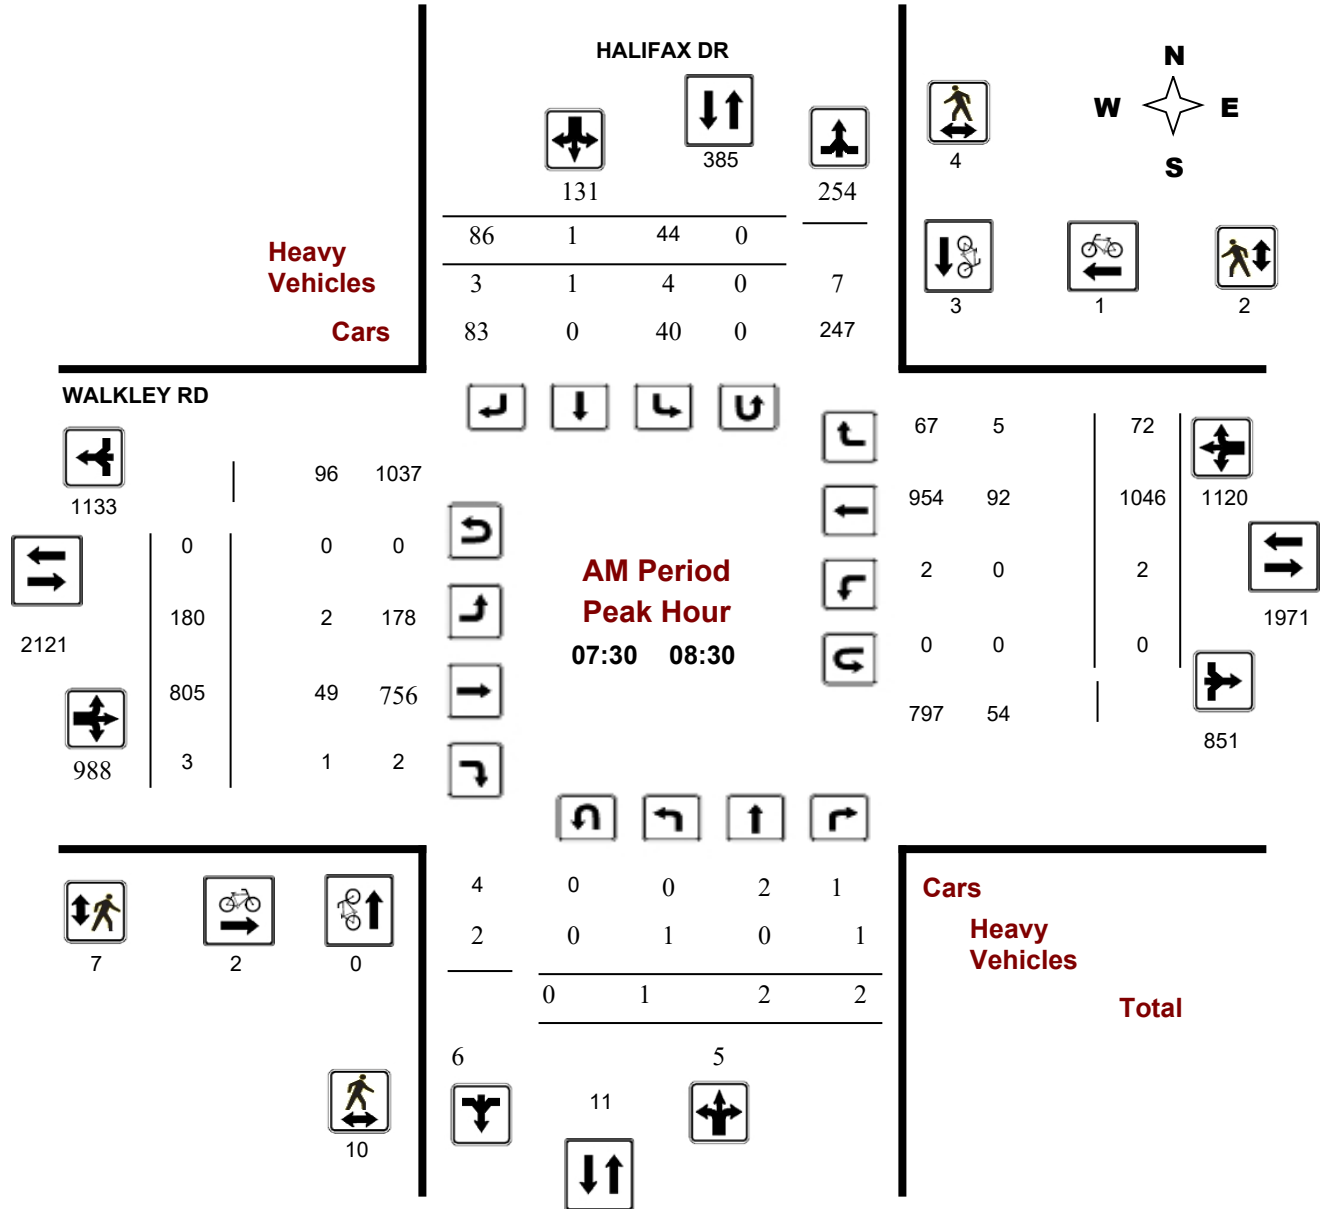 HALIFAX DR
N
W E
S
385
4
131
254
86 1 44 0
Heavy
Vehicles
3 1 4 0 7
3 1 2
Cars
83 0 40 0 247
WALKLEY RD
67 5 72
96 1037
1133
954 92 1046 1120
0 0 0
AM Period
2 0 2
Peak Hour
180 2 178
1971
2121
07:30 08:30
0 0 0
805 49 756
797 54
851
988 3 1 2
4 0 0 2 1
Cars
2 0 1 0 1
Heavy
Vehicles
7 2 0
0 1 2 2
Total
6 5
11
10